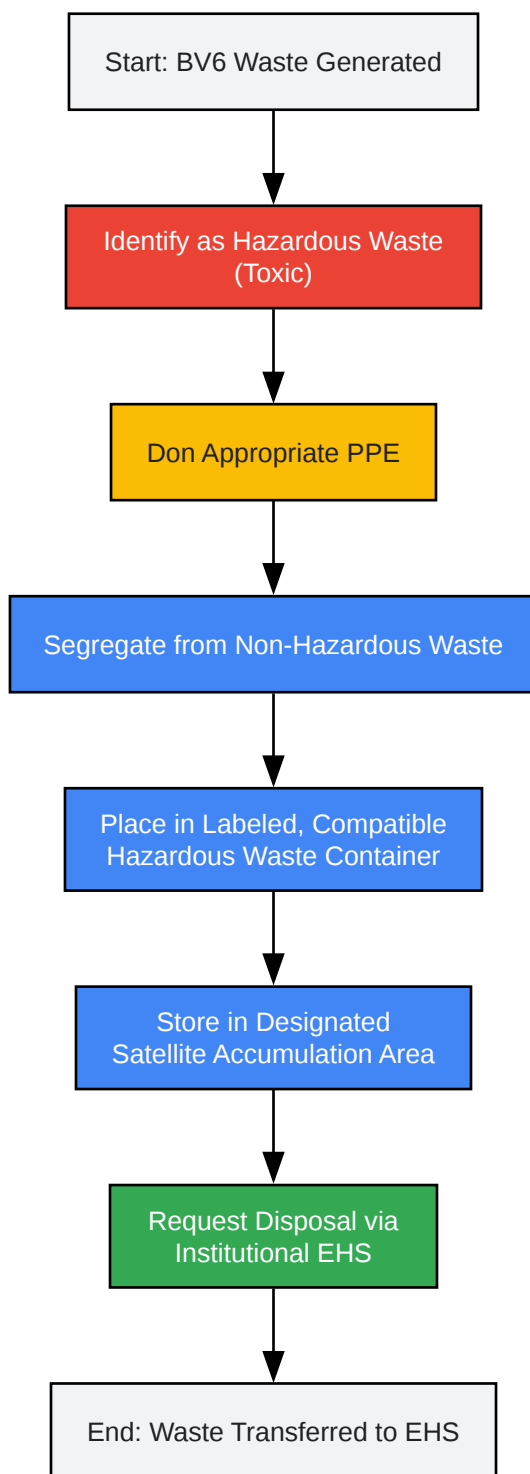 Start: BV6 Waste Generated
Identify as Hazardous Waste
(Toxic)
Don Appropriate PPE
Segregate from Non-Hazardous Waste
Place in Labeled, Compatible
Hazardous Waste Container
Store in Designated
Satellite Accumulation Area
Request Disposal via
Institutional EHS
End: Waste Transferred to EHS